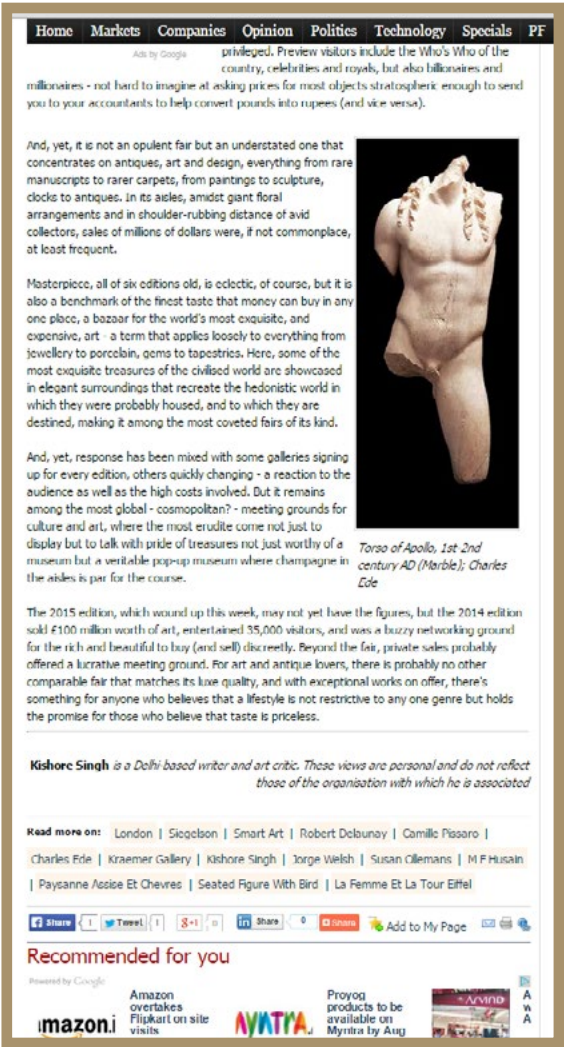 Home Markets Companies Opinion Politics Technology Specials PF
Ads by Google
privileged. Preview visitors include the Who's Who of the
country, celebrities and royals, but also billionaires and
millionaires - not hard to imagine at asking prices for most objects stratospheric enough to send
you to your accountants to help convert pounds into rupees (and vice versa).
And, yet, it is not an opulent fair but an understated one that
concentrates on antiques, art and design, everything from rare
manuscripts to rarer carpets, from paintings to sculpture,
clocks to antiques. In its aisles, amidst giant floral
arrangements and in shoulder-rubbing distance of avid
collectors, sales of millions of dollars were, if not commonplace,
at least frequent.
Masterpiece, all of six editions old, is eclectic, of course, but it is
also a benchmark of the finest taste that money can buy in any
one place, a bazaar for the world's most exquisite, and
expensive, art - a term that applies loosely to everything from
jewellery to porcelain, gems to tapestries. Here, some of the
most exquisite treasures of the civilised world are showcased
in elegant surroundings that recreate the hedonistic world in
which they were probably housed, and to which they are
destined, making it among the most coveted fairs of its kind.
And, yet, response has been mixed with some galleries signing
up for every edition, others quickly changing - a reaction to the
audience as well as the high costs involved. But it remains
among the most global - cosmopolitan? - meeting grounds for
culture and art, where the most erudite come not just to
display but to talk with pride of treasures not just worthy of a
museum but a veritable pop-up museum where champagne in
the aisles is par for the course.
Torso of Apollo, 1st 2nd
century AD (Marble); Charles
Ede
The 2015 edition, which wound up this week, may not yet have the figures, but the 2014 edition
sold £100 million worth of art, entertained 35,000 visitors, and was a buzzy networking ground
for the rich and beautiful to buy (and sell) discreetly. Beyond the fair, private sales probably
offered a lucrative meeting ground. For art and antique lovers, there is probably no other
comparable fair that matches its luxe quality, and with exceptional works on offer, there's
something for anyone who believes that a lifestyle is not restrictive to any one genre but holds
the promise for those who believe that taste is priceless.
Kishore Singh is a Delhi-based writer and art critic. These views are personal and do not reflect
those of the organisation with which he is associated
Read more on: London | Siegelson | Smart Art | Robert Delaunay | Camille Pissaro |
Charles Ede | Kraemer Gallery | Kishore Singh | Jorge Welsh | Susan Ollemans | M F Husain
| Paysanne Assise Et Chevres | Seated Figure With Bird | La Femme Et La Tour Eiffel
Share 1 Tweet 1 g+1 0 in Share 0 Share Add to My Page
Recommended for you
Powered by Google
Amazon
overtakes
Flipkart on site
visits
amazon.i
Myntra.
Proyog
products to be
available on
Myntra by Aug
ARVIND
A
w
A